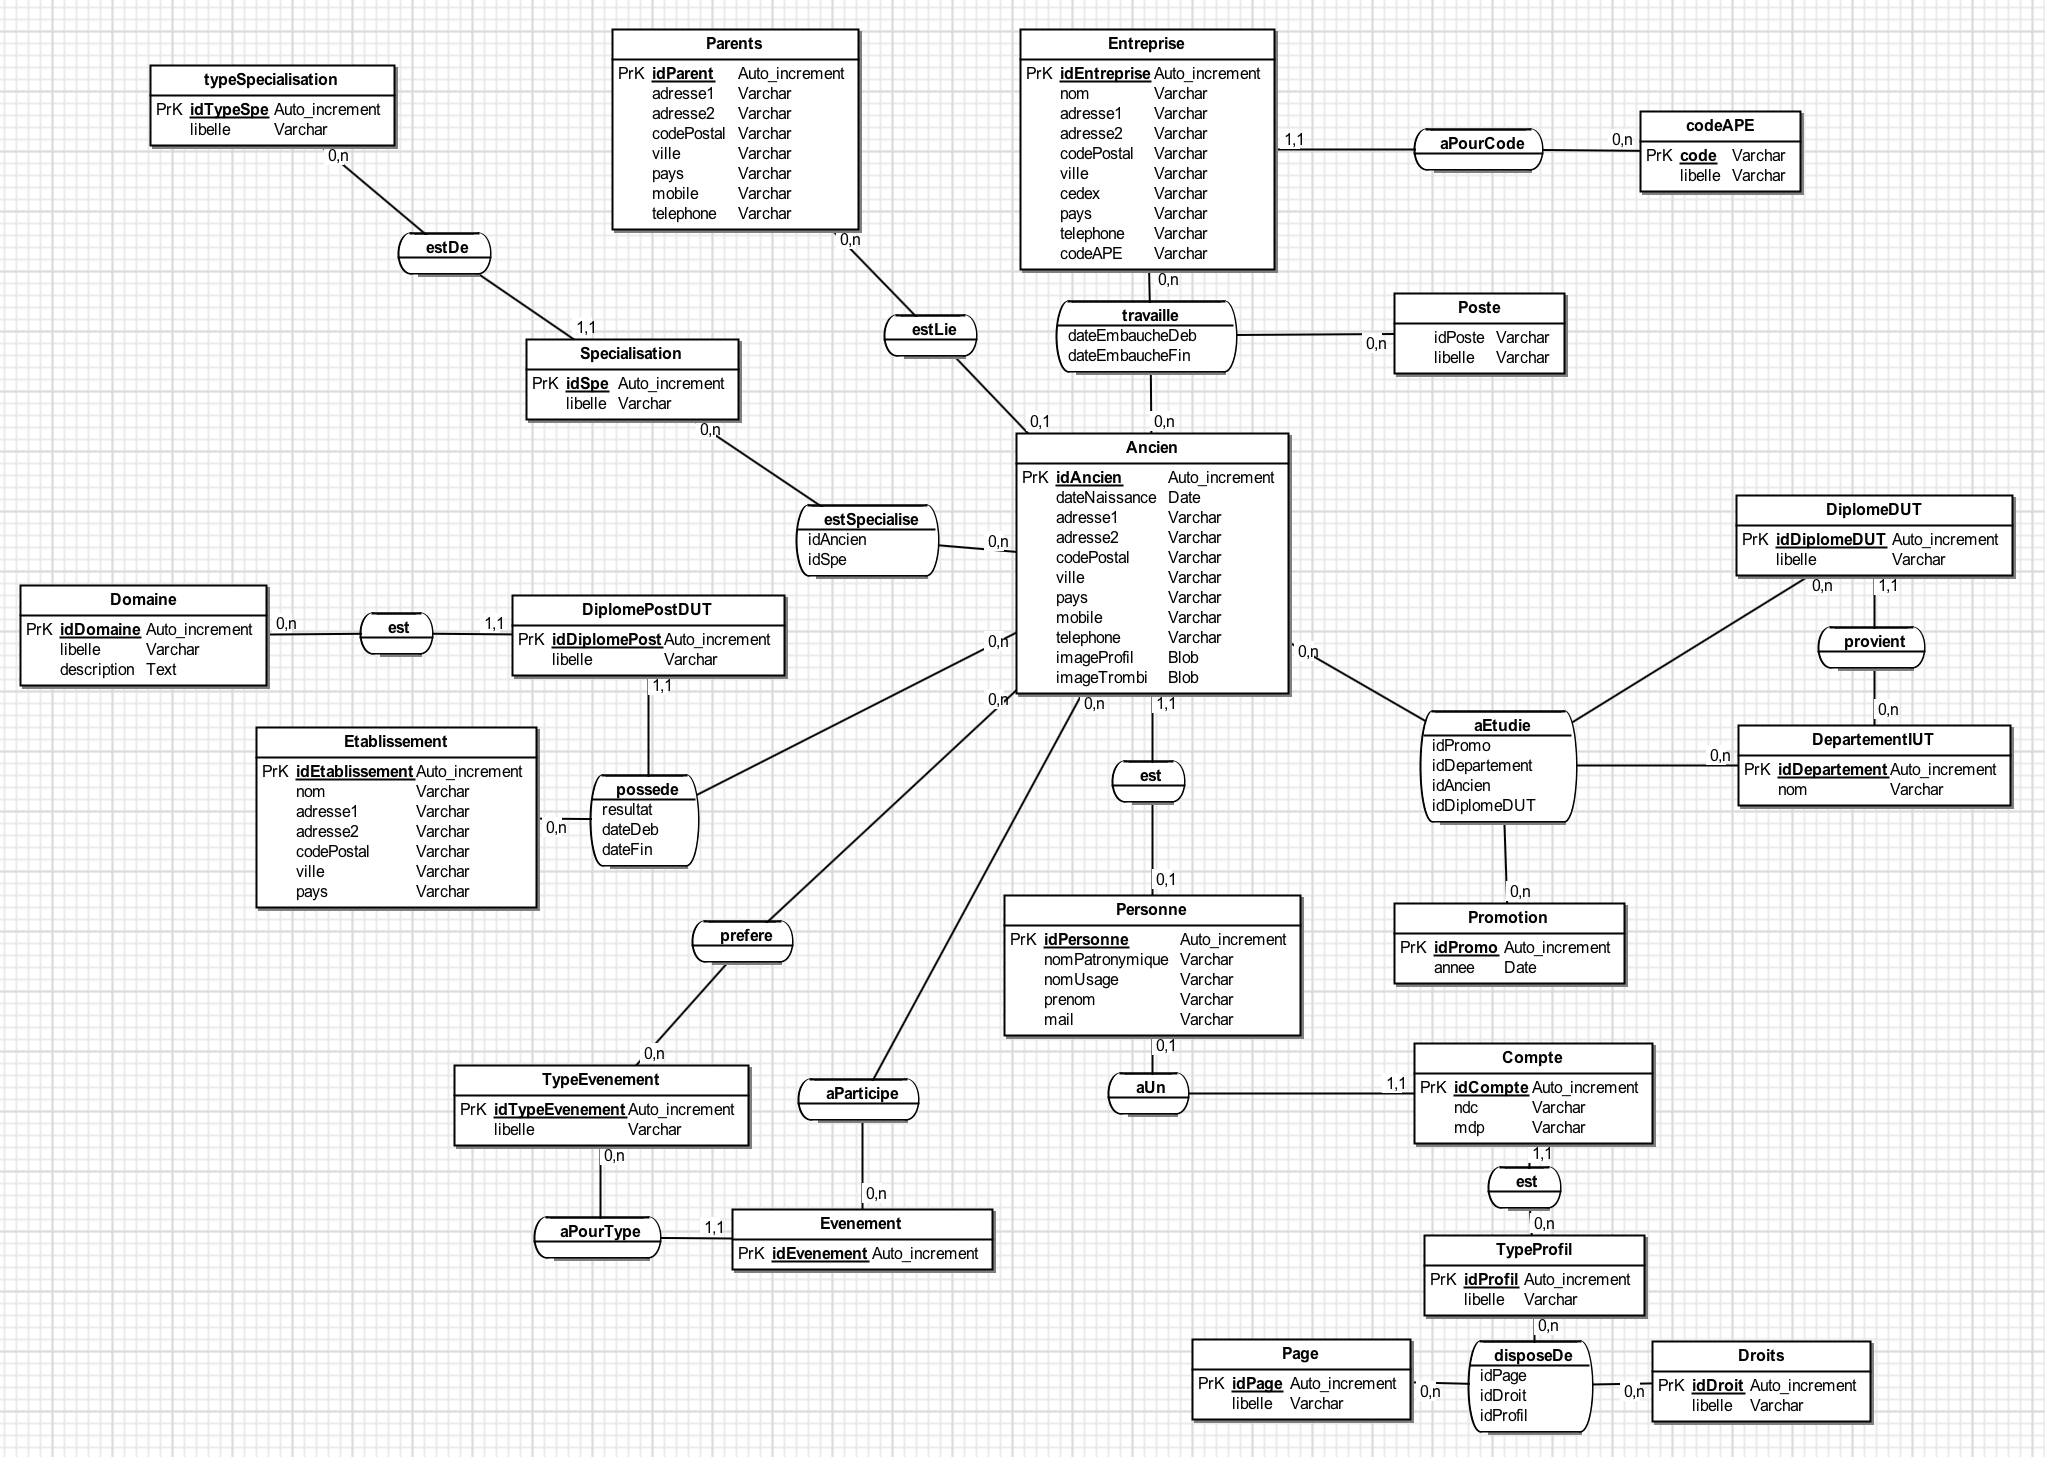 typeSpecialisation
PrK idTypeSpe Auto_increment
libelle Varchar
0,n
estDe
1,1
Parents
PrK idParent Auto_increment
adresse1 Varchar
adresse2 Varchar
codePostal Varchar
ville Varchar
pays Varchar
mobile Varchar
telephone Varchar
0,n
estLie
0,1
Entreprise
PrK idEntreprise Auto_increment
nom Varchar
adresse1 Varchar
adresse2 Varchar
codePostal Varchar
ville Varchar
cedex Varchar
pays Varchar
telephone Varchar
codeAPE Varchar
1,1
aPourCode
0,n
codeAPE
PrK code Varchar
libelle Varchar
0,n
travaille
dateEmbaucheDeb
dateEmbaucheFin
0,n
Poste
idPoste Varchar
libelle Varchar
0,n
Specialisation
PrK idSpe Auto_increment
libelle Varchar
0,n
estSpecialise
idAncien
idSpe
0,n
Ancien
PrK idAncien Auto_increment
dateNaissance Date
adresse1 Varchar
adresse2 Varchar
codePostal Varchar
ville Varchar
pays Varchar
mobile Varchar
telephone Varchar
imageProfil Blob
imageTrombi Blob
Domaine
PrK idDomaine Auto_increment
libelle Varchar
description Text
0,n
est
1,1
DiplomePostDUT
PrK idDiplomePost Auto_increment
libelle Varchar
1,1
0,n
0,n
0,n
1,1
0,n
DiplomeDUT
PrK idDiplomeDUT Auto_increment
libelle Varchar
0,n
1,1
provient
0,n
Etablissement
PrK idEtablissement Auto_increment
nom Varchar
adresse1 Varchar
adresse2 Varchar
codePostal Varchar
ville Varchar
pays Varchar
0,n
possede
resultat
dateDeb
dateFin
est
0,1
aEtudie
idPromo
idDepartement
idAncien
idDiplomeDUT
0,n
DepartementIUT
PrK idDepartement Auto_increment
nom Varchar
0,n
Promotion
PrK idPromo Auto_increment
annee Date
prefere
0,n
Personne
PrK idPersonne Auto_increment
nomPatronymique Varchar
nomUsage Varchar
prenom Varchar
mail Varchar
0,1
aUn
1,1
Compte
PrK idCompte Auto_increment
ndc Varchar
mdp Varchar
1,1
est
0,n
TypeEvenement
PrK idTypeEvenement Auto_increment
libelle Varchar
0,n
aPourType
1,1
aParticipe
0,n
Evenement
PrK idEvenement Auto_increment
TypeProfil
PrK idProfil Auto_increment
libelle Varchar
0,n
Page
PrK idPage Auto_increment
libelle Varchar
0,n
disposeDe
idPage
idDroit
idProfil
0,n
Droits
PrK idDroit Auto_increment
libelle Varchar